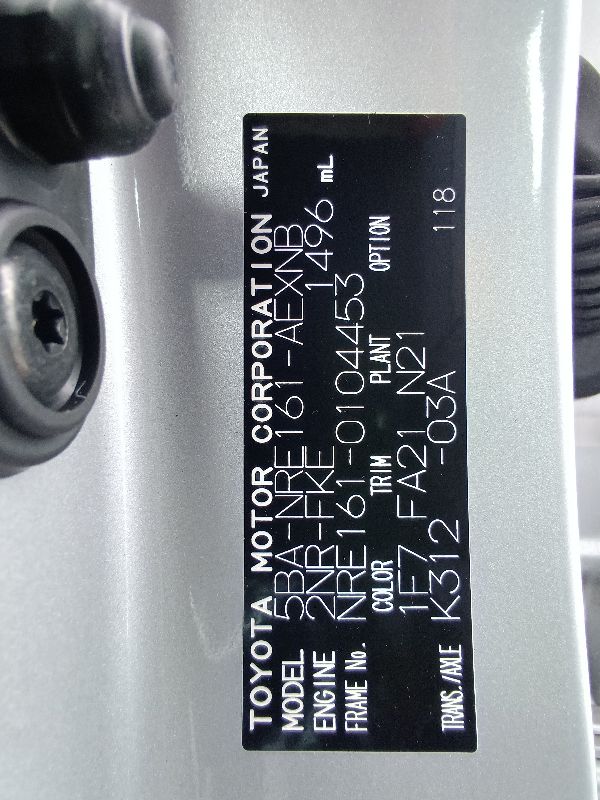 TOYOTA MOTOR CORPORATION JAPAN
MODEL 5BA-NRE161-AEXNB
ENGINE 2NR-FKE 1496 mL
FRAME No. NRE161-0104453
COLOR TRIM PLANT OPTION
1F7 FA21 N21
TRANS./AXLE K312 -03A 118